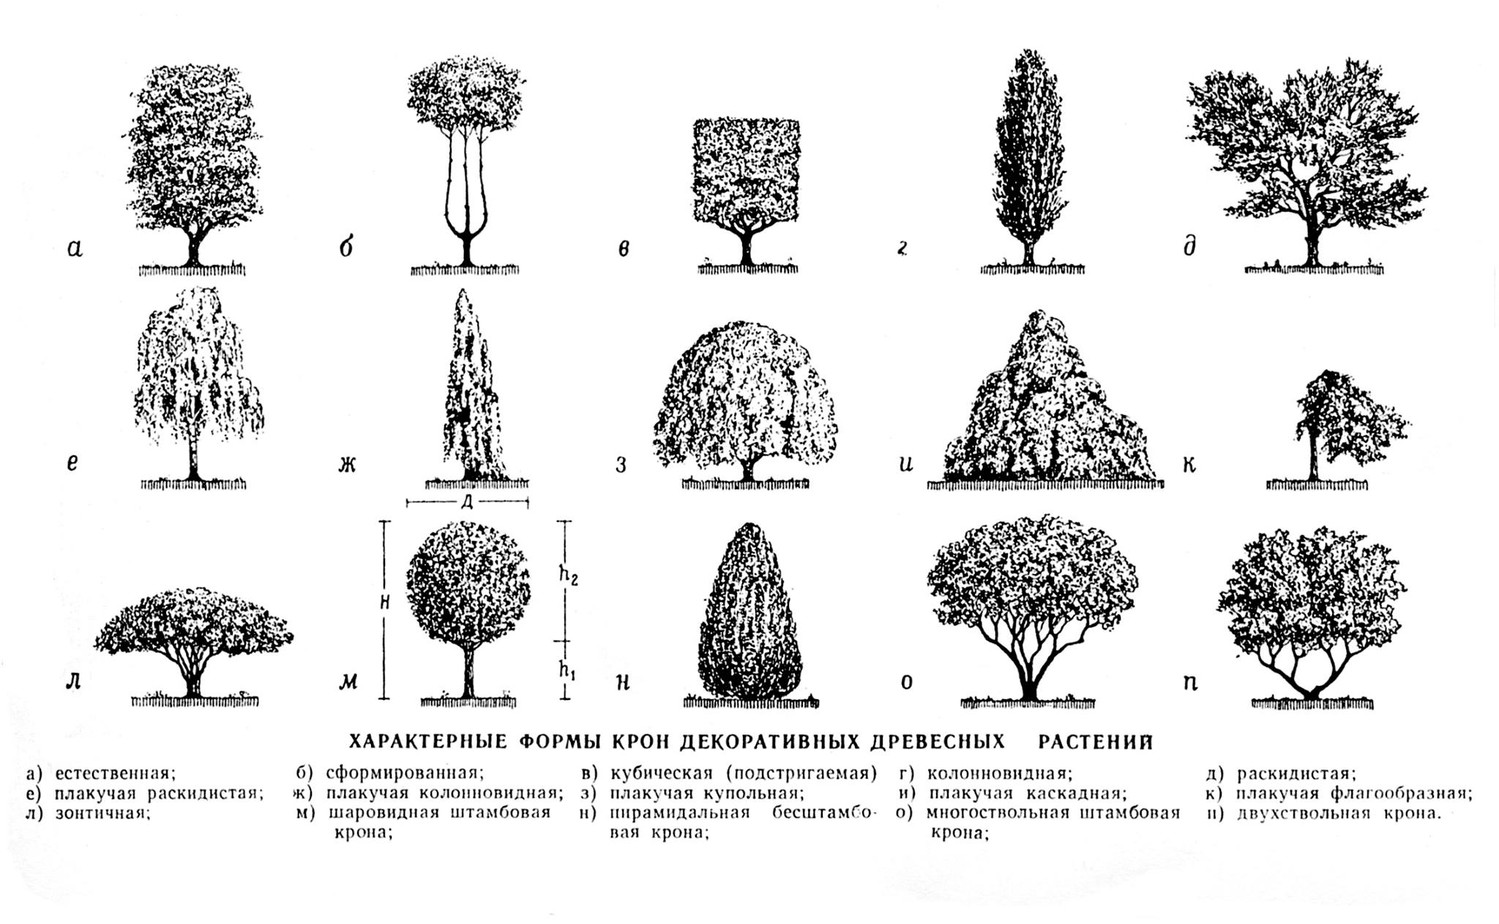 а
б
в
г
д
е
ж
з
и
к
Д
H
h₂
h₁
л
м
н
о
п
ХАРАКТЕРНЫЕ ФОРМЫ КРОН ДЕКОРАТИВНЫХ ДРЕВЕСНЫХ РАСТЕНИЙ
а) естественная; б) сформированная; в) кубическая (подстригаемая) г) колонновидная; д) раскидистая;
е) плакучая раскидистая; ж) плакучая колонновидная; з) плакучая купольная; и) плакучая каскадная; к) плакучая флагообразная;
л) зонтичная; м) шаровидная штамбовая н) пирамидальная бесштамбо- о) многоствольная штамбовая п) двухствольная крона.
крона; вая крона; крона;